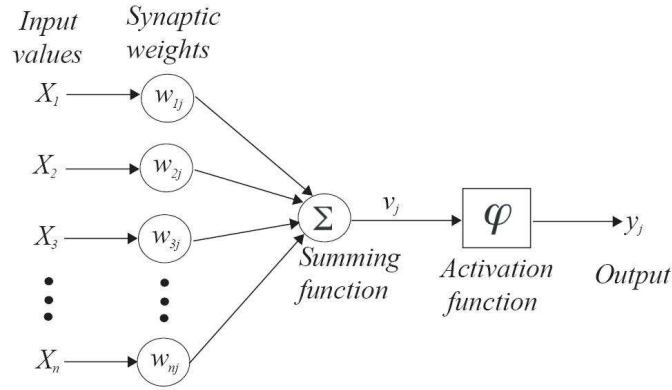 Input values
Synaptic weights
X₁ w₁ⱼ
X₂ w₂ⱼ
X₃ w₃ⱼ
Xₙ wₙⱼ
Σ
Summing function
vⱼ
φ
Activation function
yⱼ
Output